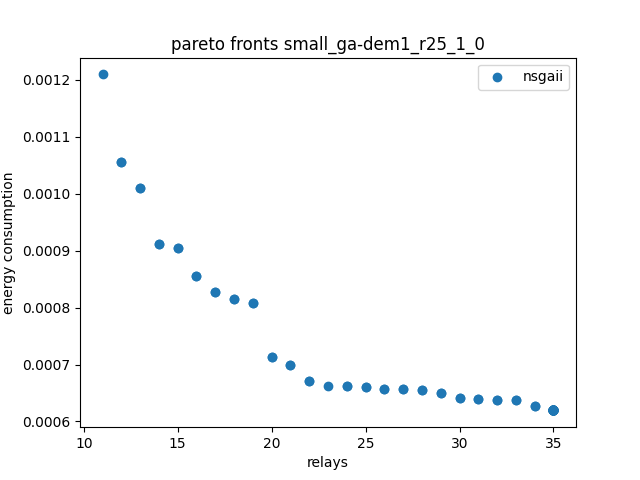 pareto fronts small_ga-dem1_r25_1_0
nsgaii
0.0012
0.0011
0.0010
0.0009
0.0008
0.0007
0.0006
energy consumption
10 15 20 25 30 35
relays